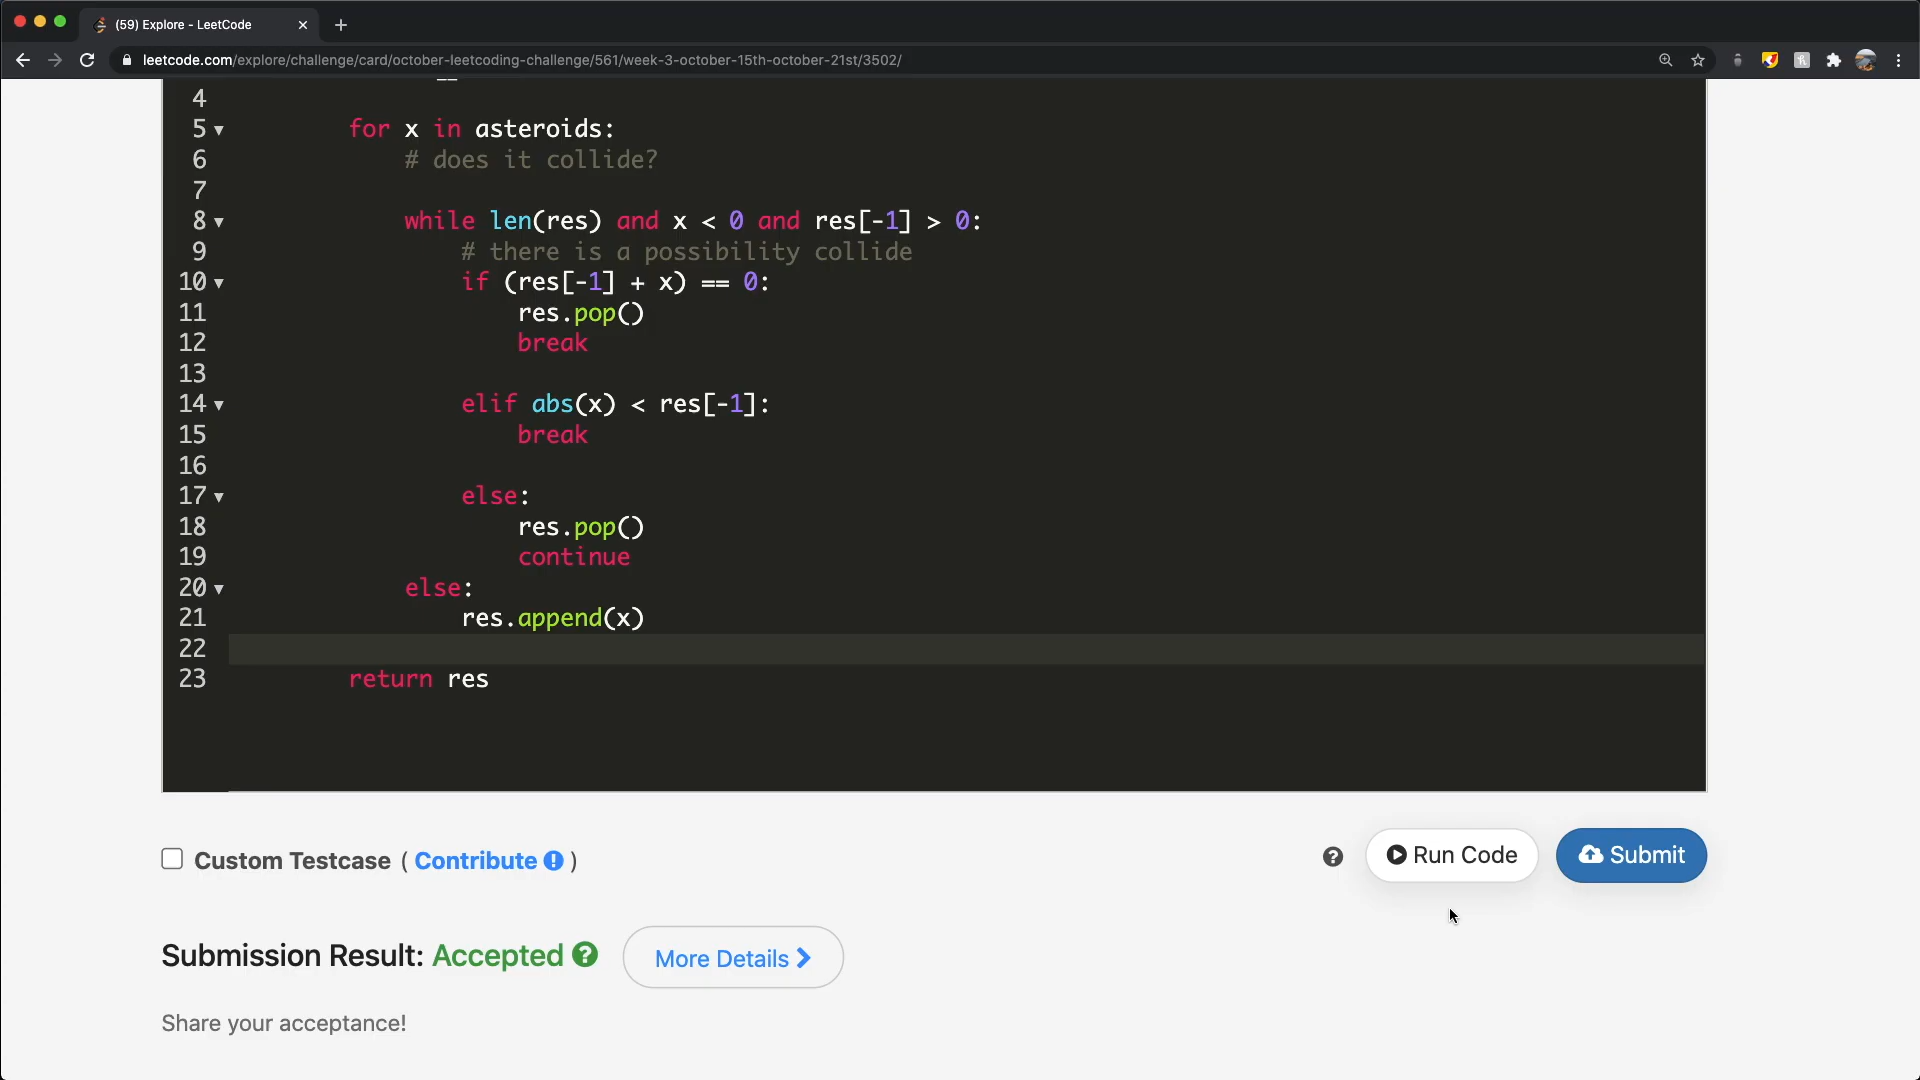 (59) Explore - LeetCode
leetcode.com/explore/challenge/card/october-leetcoding-challenge/561/week-3-october-15th-october-21st/3502/
4
5 for x in asteroids:
6 # does it collide?
7
8 while len(res) and x < 0 and res[-1] > 0:
9 # there is a possibility collide
10 if (res[-1] + x) == 0:
11 res.pop()
12 break
13
14 elif abs(x) < res[-1]:
15 break
16
17 else:
18 res.pop()
19 continue
20 else:
21 res.append(x)
22
23 return res
Custom Testcase ( Contribute )
Run Code
Submit
Submission Result: Accepted
More Details
Share your acceptance!